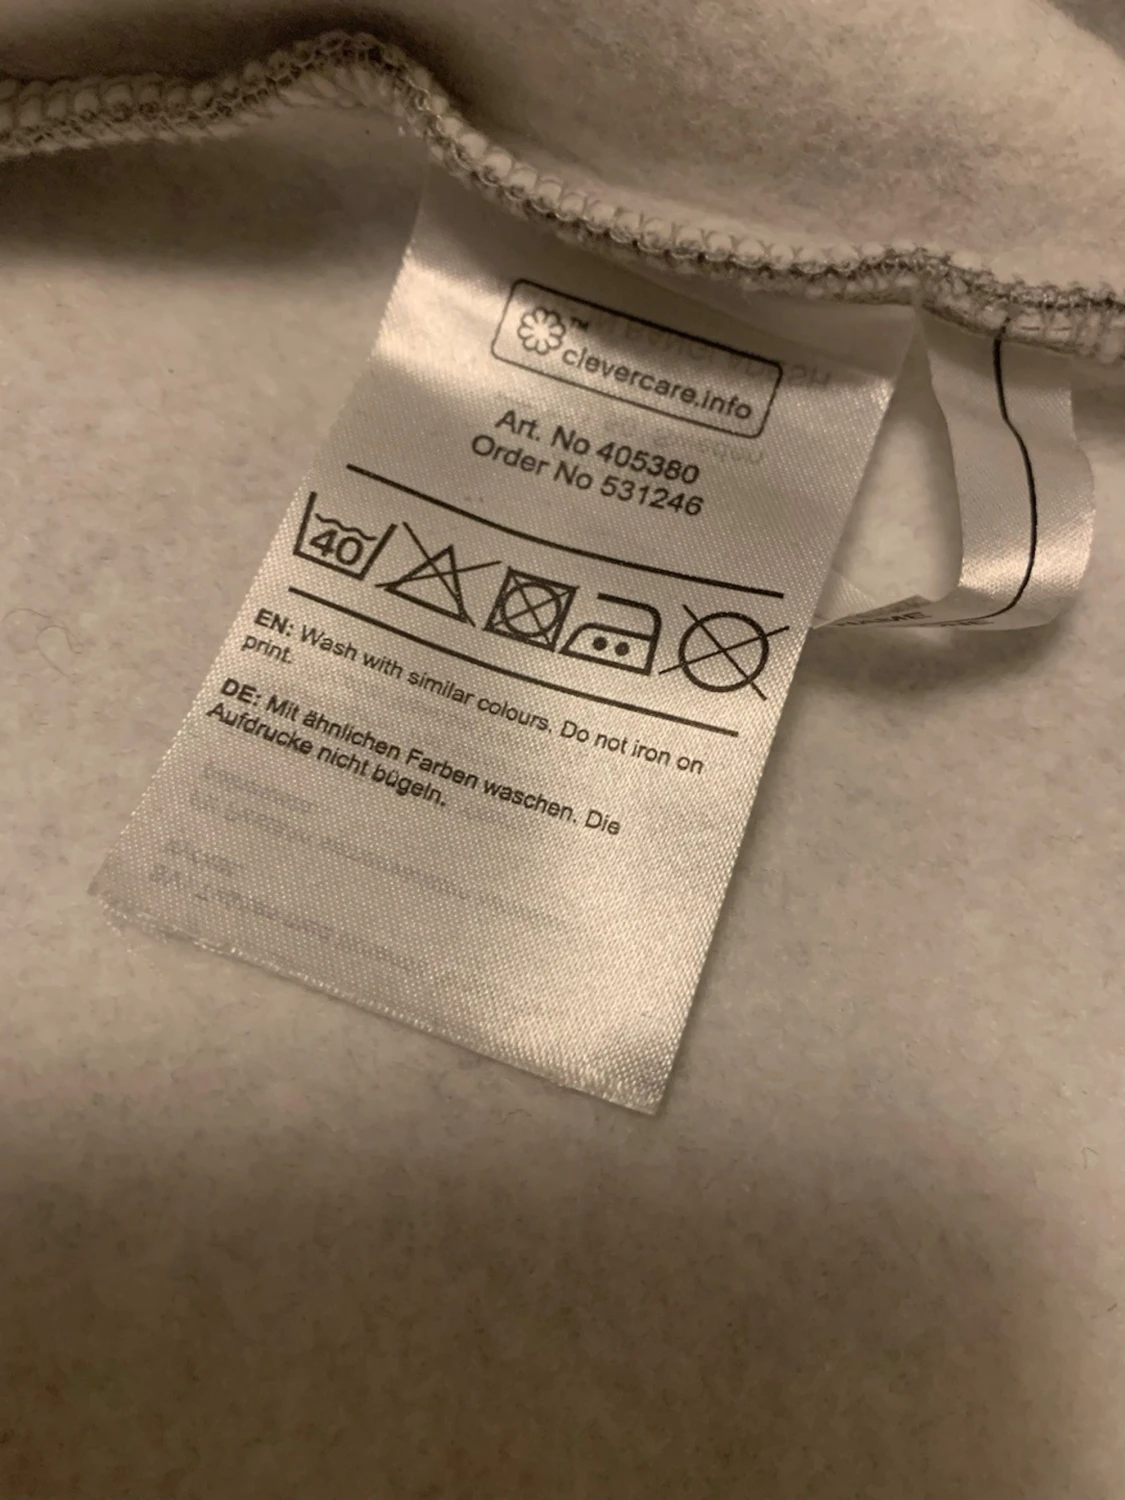 ™
clevercare.info
Art. No 405380
Order No 531246
40
EN: Wash with similar colours. Do not iron on
print.
DE: Mit ähnlichen Farben waschen. Die
Aufdrucke nicht bügeln.